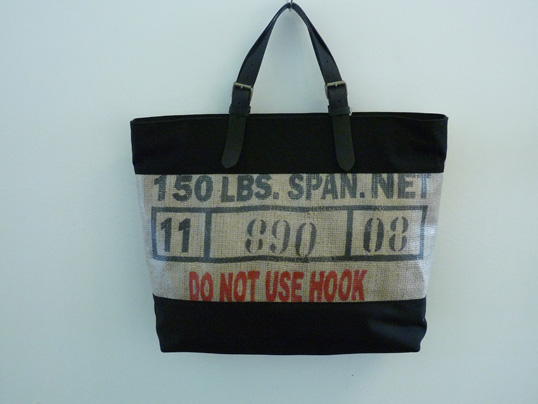 150 LBS. SPAN. NET
11 890 08
DO NOT USE HOOK